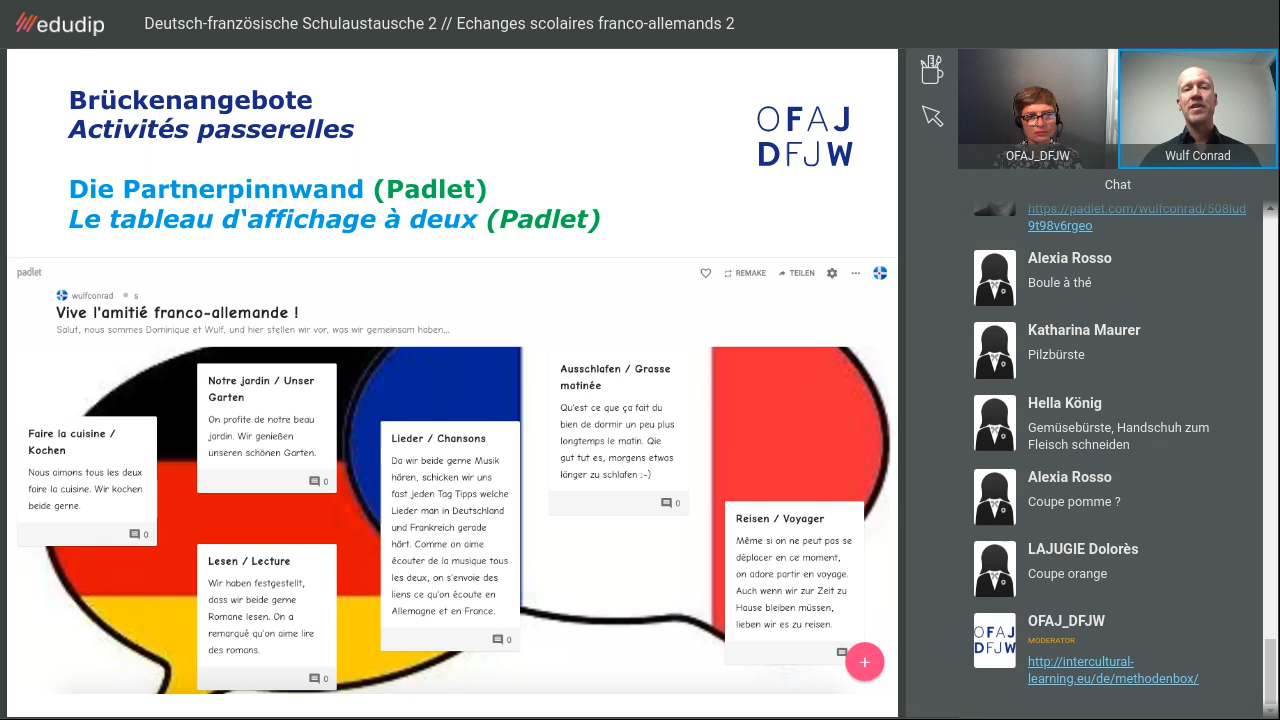 edudip
Deutsch-französische Schulaustausche 2 // Echanges scolaires franco-allemands 2
Brückenangebote
Activités passerelles
OFAJ
DFJW
Die Partnerpinnwand (Padlet)
Le tableau d'affichage à deux (Padlet)
padlet
REMAKE
TEILEN
wulfconrad
s
Vive l'amitié franco-allemande !
Salut, nous sommes Dominique et Wulf, und hier stellen wir vor, was wir gemeinsam haben...
Faire la cuisine /
Kochen
Nous aimons tous les deux
faire la cuisine. Wir kochen
beide gerne.
0
Notre jardin / Unser
Garten
On profite de notre beau
jardin. Wir genießen
unseren schönen Garten.
0
Lesen / Lecture
Wir haben festgestellt,
dass wir beide gerne
Romane lesen. On a
remarqué qu'on aime lire
des romans.
0
Lieder / Chansons
Da wir beide gerne Musik
hören, schicken wir uns
fast jeden Tag Tipps welche
Lieder man in Deutschland
und Frankreich gerade
hört. Comme on aime
écouter de la musique tous
les deux, on s'envoie des
liens ce qu'on écoute en
Allemagne et en France.
0
Ausschlafen / Grasse
matinée
Qu'est ce que ça fait du
bien de dormir un peu plus
longtemps le matin. Qie
gut tut es, morgens etwas
länger zu schlafen ;-)
0
Reisen / Voyager
Même si on ne peut pas se
déplacer en ce moment,
on adore partir en voyage.
Auch wenn wir zur Zeit zu
Hause bleiben müssen,
lieben wir es zu reisen.
+
OFAJ_DFJW
Wulf Conrad
Chat
https://padlet.com/wulfconrad/508lud
9t98v6rgeo
Alexia Rosso
Boule à thé
Katharina Maurer
Pilzbürste
Hella König
Gemüsebürste, Handschuh zum
Fleisch schneiden
Alexia Rosso
Coupe pomme ?
LAJUGIE Dolorès
Coupe orange
OFAJ
DFJW
OFAJ_DFJW
MODERATOR
http://intercultural-
learning.eu/de/methodenbox/